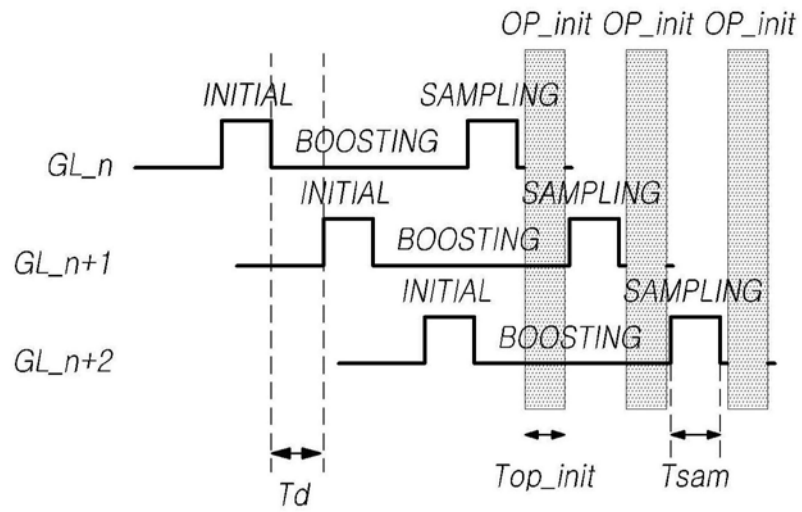 OP_init OP_init OP_init
INITIAL SAMPLING
BOOSTING
GL_n
INITIAL SAMPLING
BOOSTING
GL_n+1
INITIAL SAMPLING
BOOSTING
GL_n+2
Td Top_init Tsam